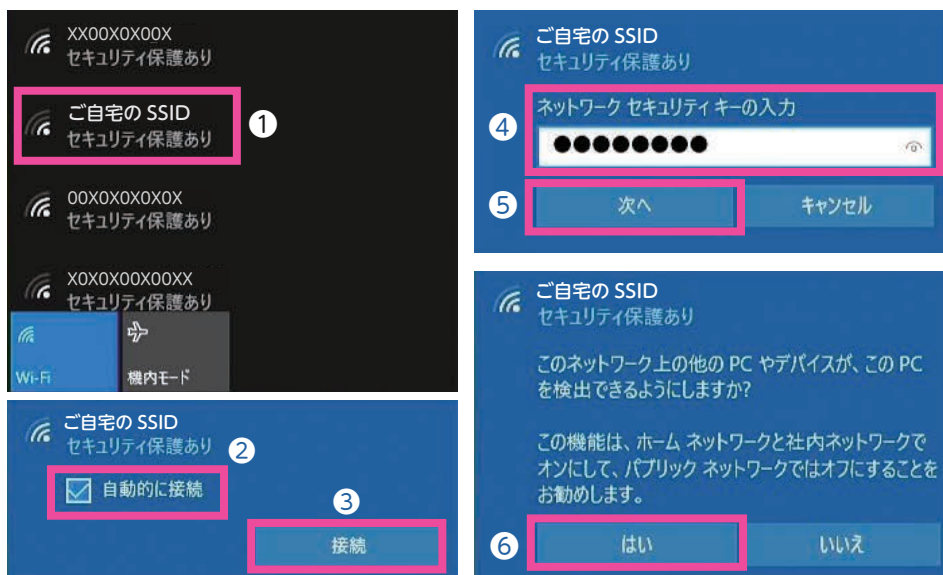 XX00X0X00X
セキュリティ保護あり
ご自宅の SSID
セキュリティ保護あり
①
00X0X0X0X0X
セキュリティ保護あり
X0X0X00X00XX
セキュリティ保護あり
Wi-Fi
機内モード
ご自宅の SSID
セキュリティ保護あり
②
自動的に接続
③
接続
ご自宅の SSID
セキュリティ保護あり
ネットワーク セキュリティ キーの入力
④
●●●●●●●●
⑤
次へ
キャンセル
ご自宅の SSID
セキュリティ保護あり
このネットワーク上の他の PC やデバイスが、この PC
を検出できるようにしますか?
この機能は、ホーム ネットワークと社内ネットワークで
オンにして、パブリック ネットワークではオフにすることを
お勧めします。
⑥
はい
いいえ